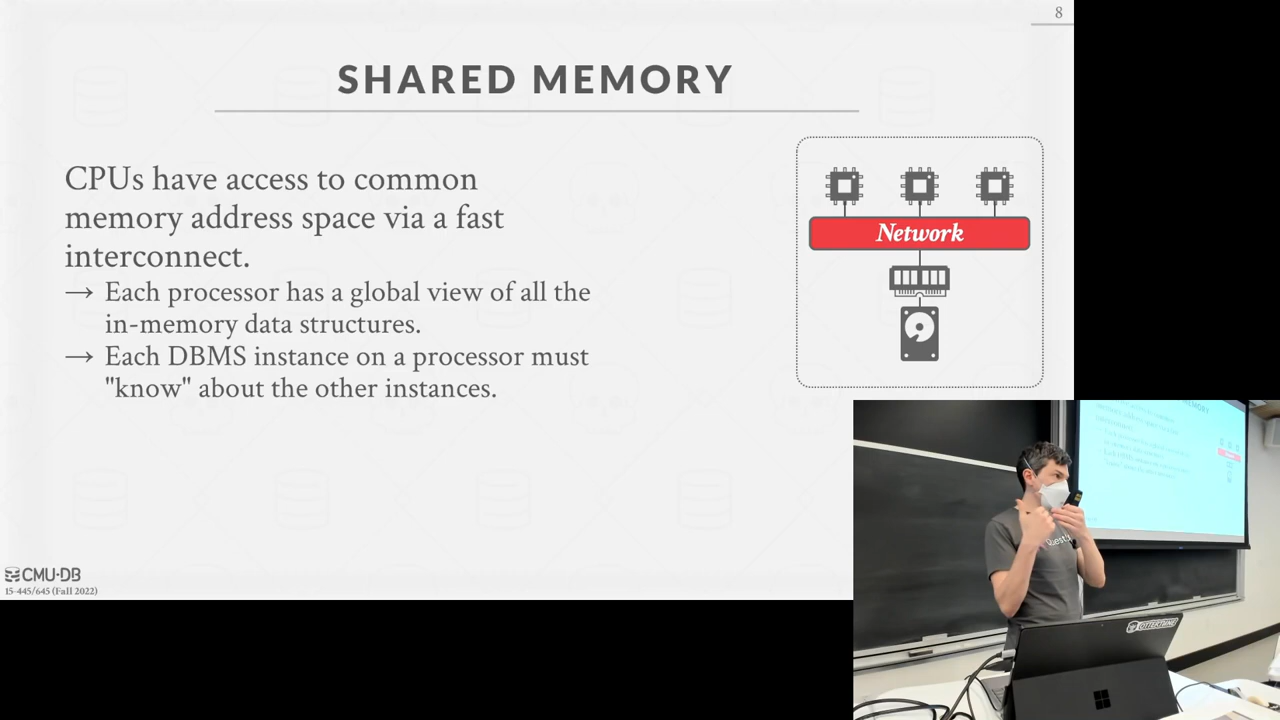 8
SHARED MEMORY
CPUs have access to common
memory address space via a fast
interconnect.
→ Each processor has a global view of all the
in-memory data structures.
→ Each DBMS instance on a processor must
"know" about the other instances.
Network
CMU·DB
15-445/645 (Fall 2022)
OTTERTUNE